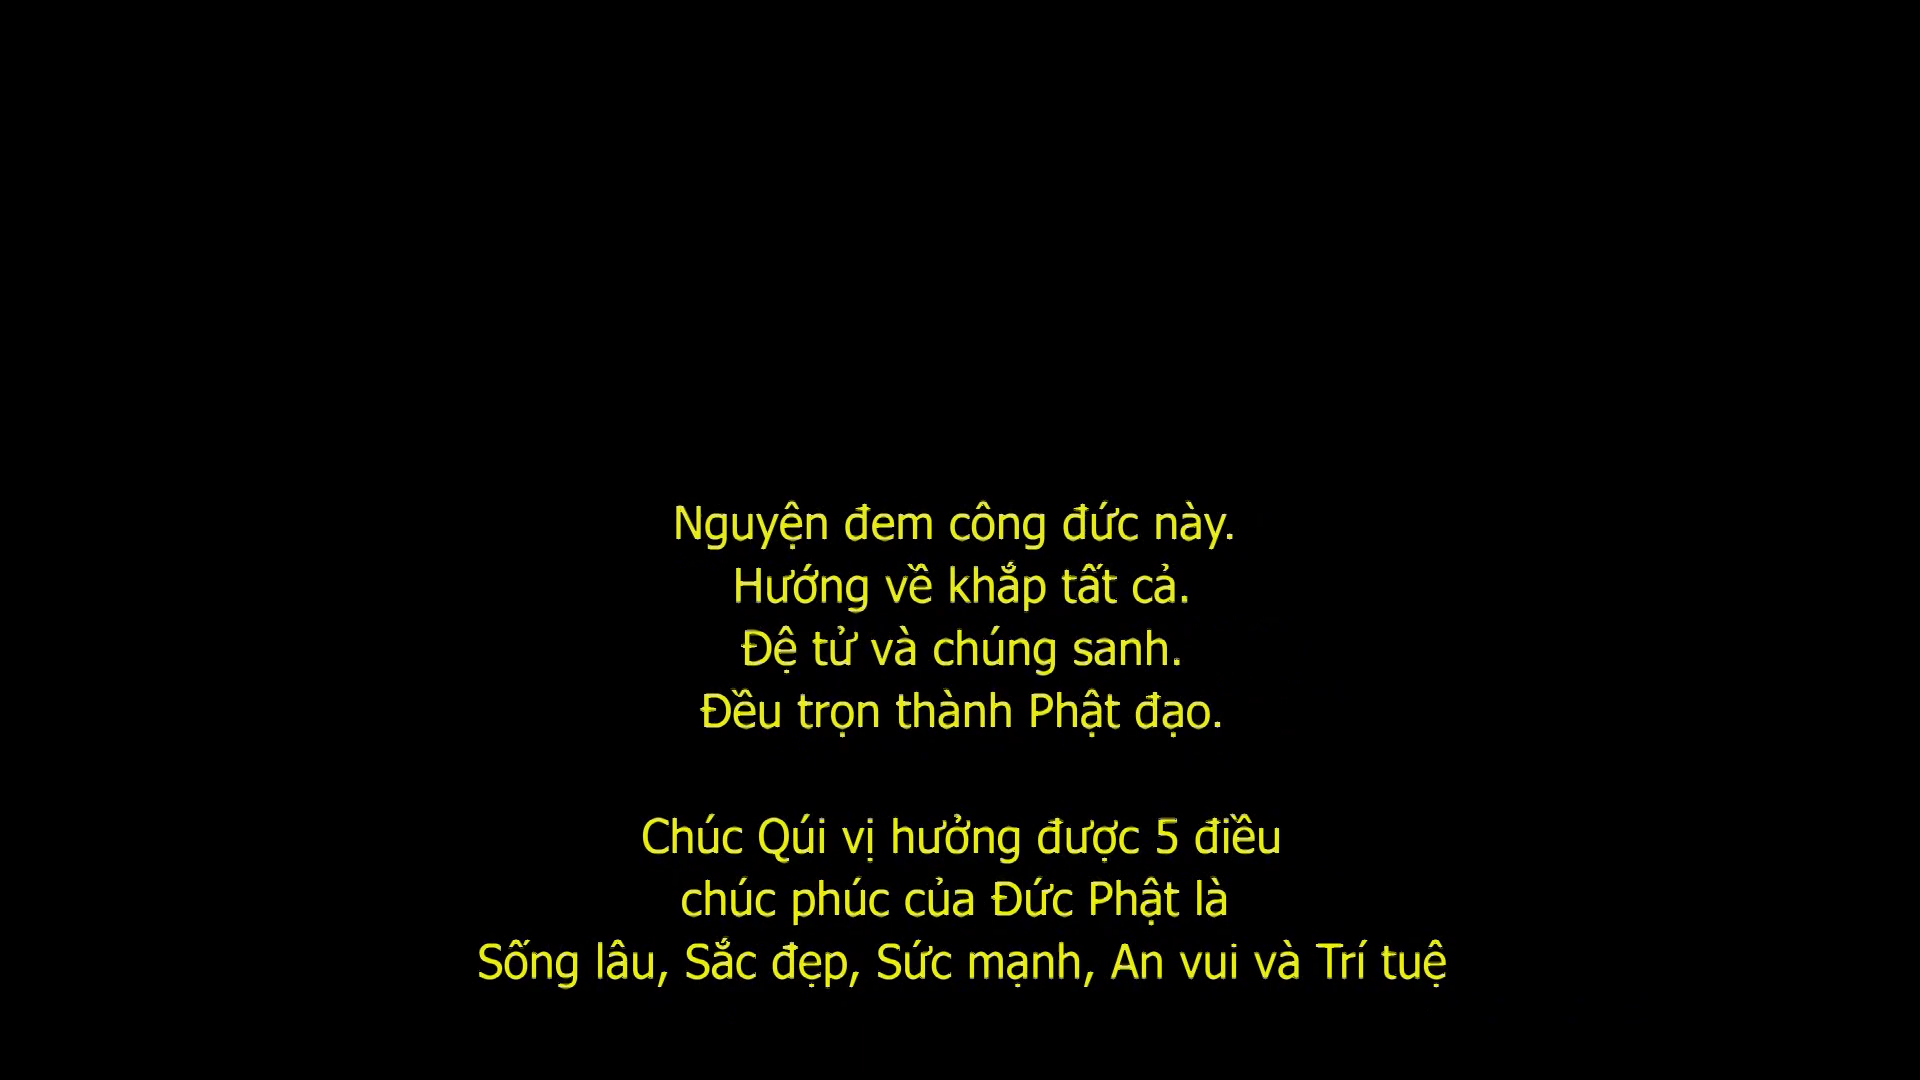 Nguyện đem công đức này.
Hướng về khắp tất cả.
Đệ tử và chúng sanh.
Đều trọn thành Phật đạo.
Chúc Qúi vị hưởng được 5 điều
chúc phúc của Đức Phật là
Sống lâu, Sắc đẹp, Sức mạnh, An vui và Trí tuệ